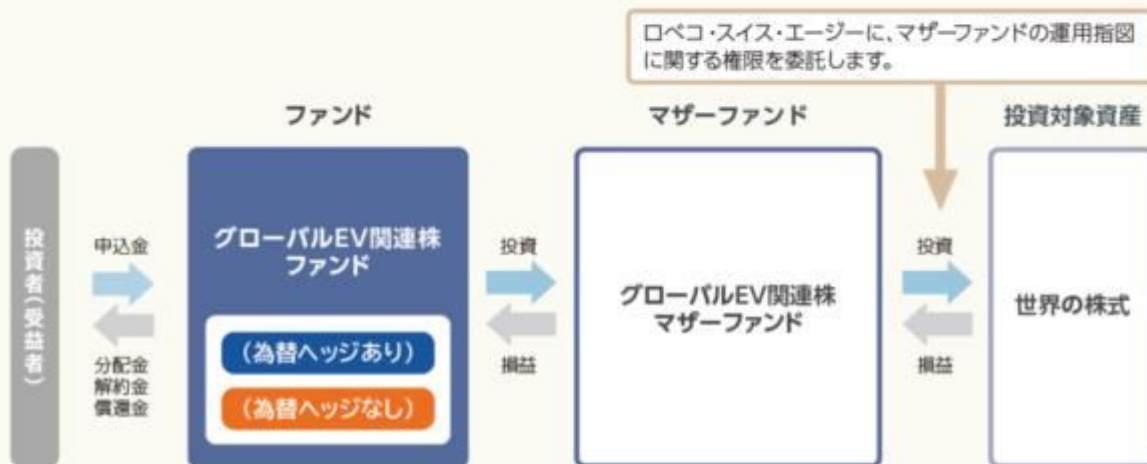 ロベコ・スイス・エージーに、マザーファンドの運用指図
に関する権限を委託します。
ファンド
マザーファンド
投資対象資産
投資者(受益者)
申込金
分配金
解約金
償還金
グローバルEV関連株
ファンド
(為替ヘッジあり)
(為替ヘッジなし)
投資
損益
グローバルEV関連株
マザーファンド
投資
損益
世界の株式